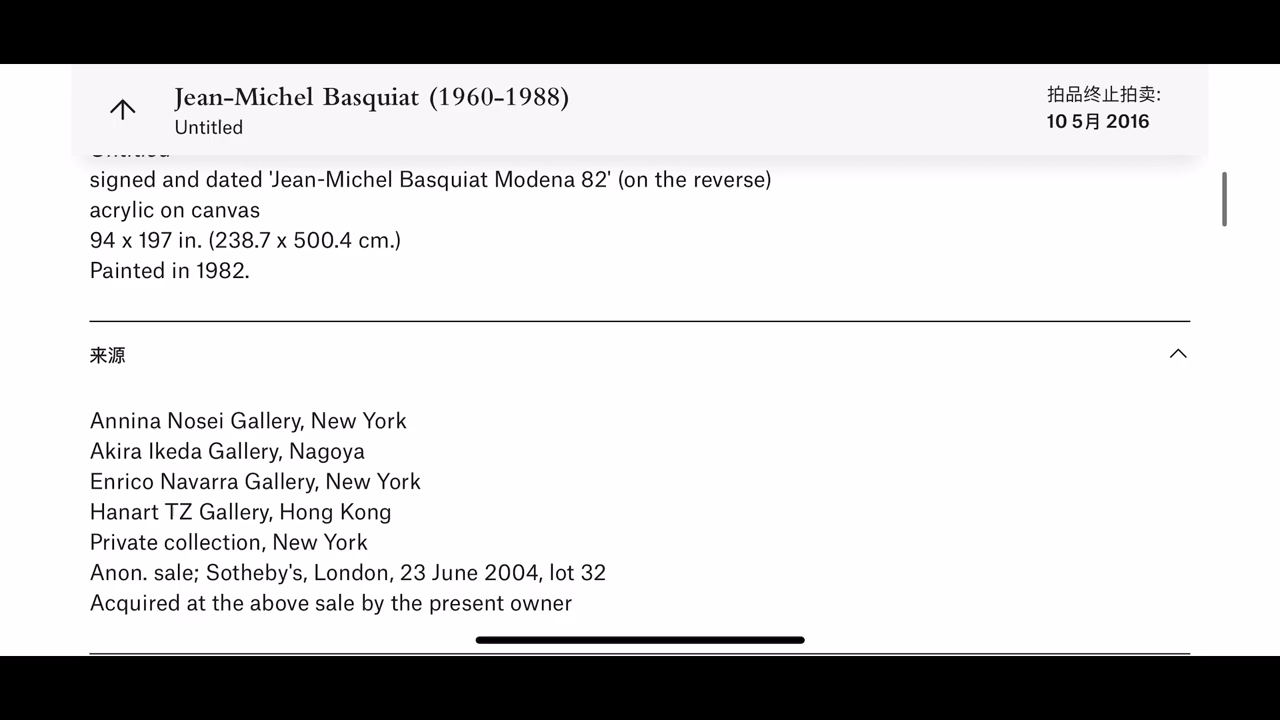 Jean-Michel Basquiat (1960-1988)
Untitled
拍品终止拍卖:
10 5月 2016
Untitled
signed and dated 'Jean-Michel Basquiat Modena 82' (on the reverse)
acrylic on canvas
94 x 197 in. (238.7 x 500.4 cm.)
Painted in 1982.
来源
Annina Nosei Gallery, New York
Akira Ikeda Gallery, Nagoya
Enrico Navarra Gallery, New York
Hanart TZ Gallery, Hong Kong
Private collection, New York
Anon. sale; Sotheby's, London, 23 June 2004, lot 32
Acquired at the above sale by the present owner